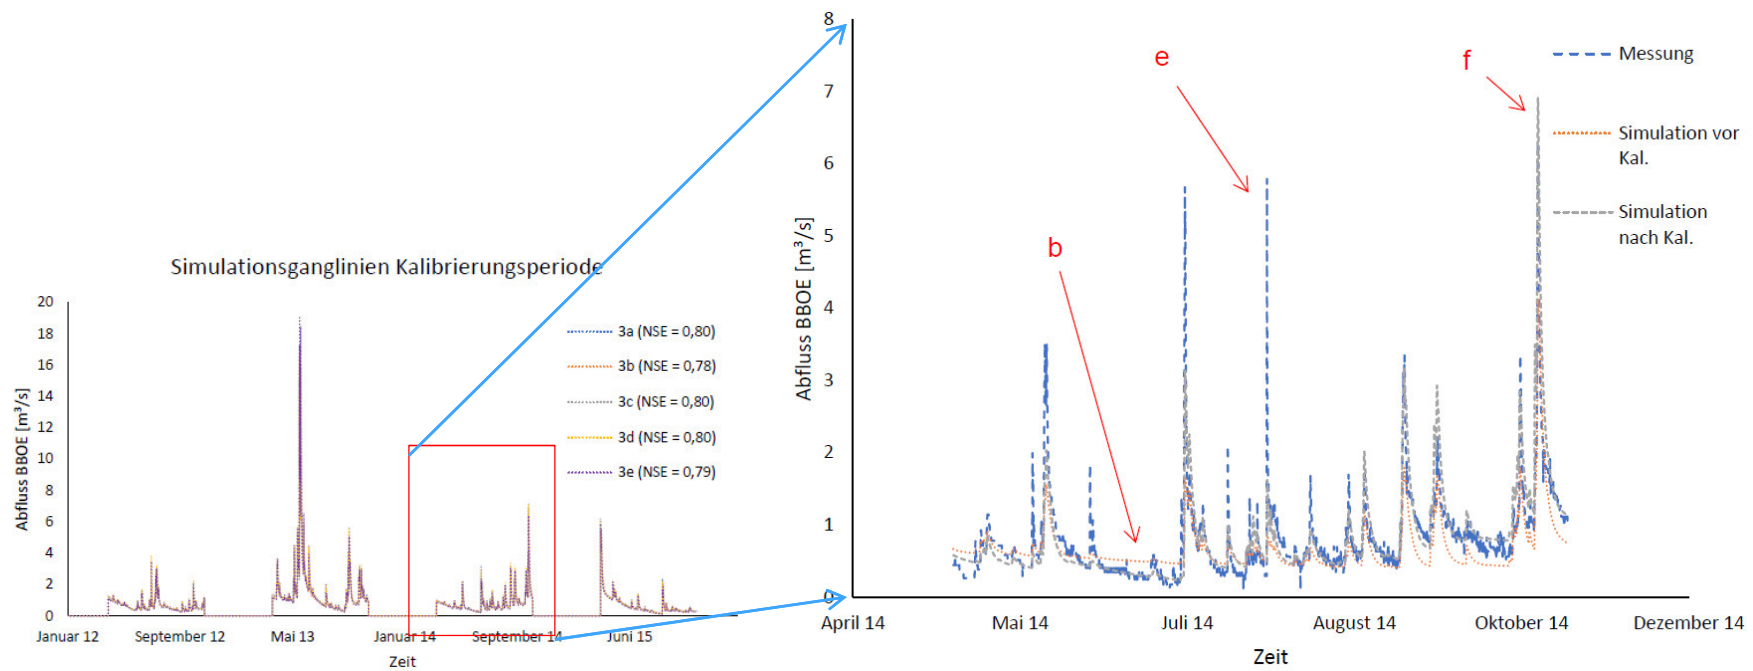 Simulationsganglinien Kalibrierungsperiode
Abfluss BBOE [m³/s]
20
18
16
14
12
10
8
6
4
2
0
3a (NSE = 0,80)
3b (NSE = 0,78)
3c (NSE = 0,80)
3d (NSE = 0,80)
3e (NSE = 0,79)
Januar 12
September 12
Mai 13
Januar 14
September 14
Juni 15
Zeit
Abfluss BBOE [m³/s]
8
7
6
5
4
3
2
1
0
b
e
f
Messung
Simulation vor
Kal.
Simulation
nach Kal.
April 14
Mai 14
Juli 14
August 14
Oktober 14
Dezember 14
Zeit